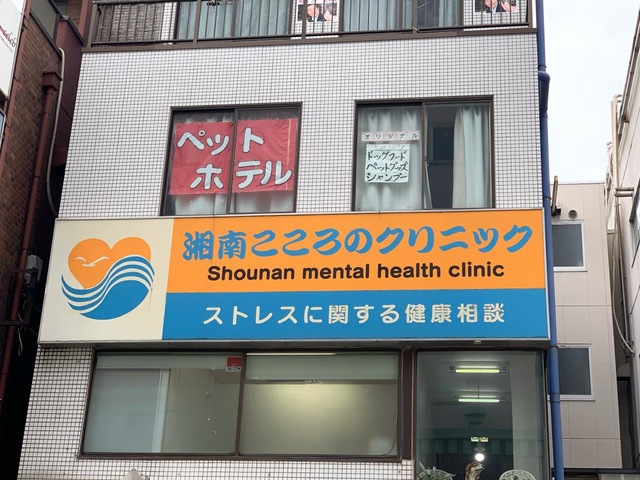 ペット
ホテル
オリジナル
ドッグフード
ペットグッズ
シャンプー
湘南こころのクリニック
Shounan mental health clinic
ストレスに関する健康相談